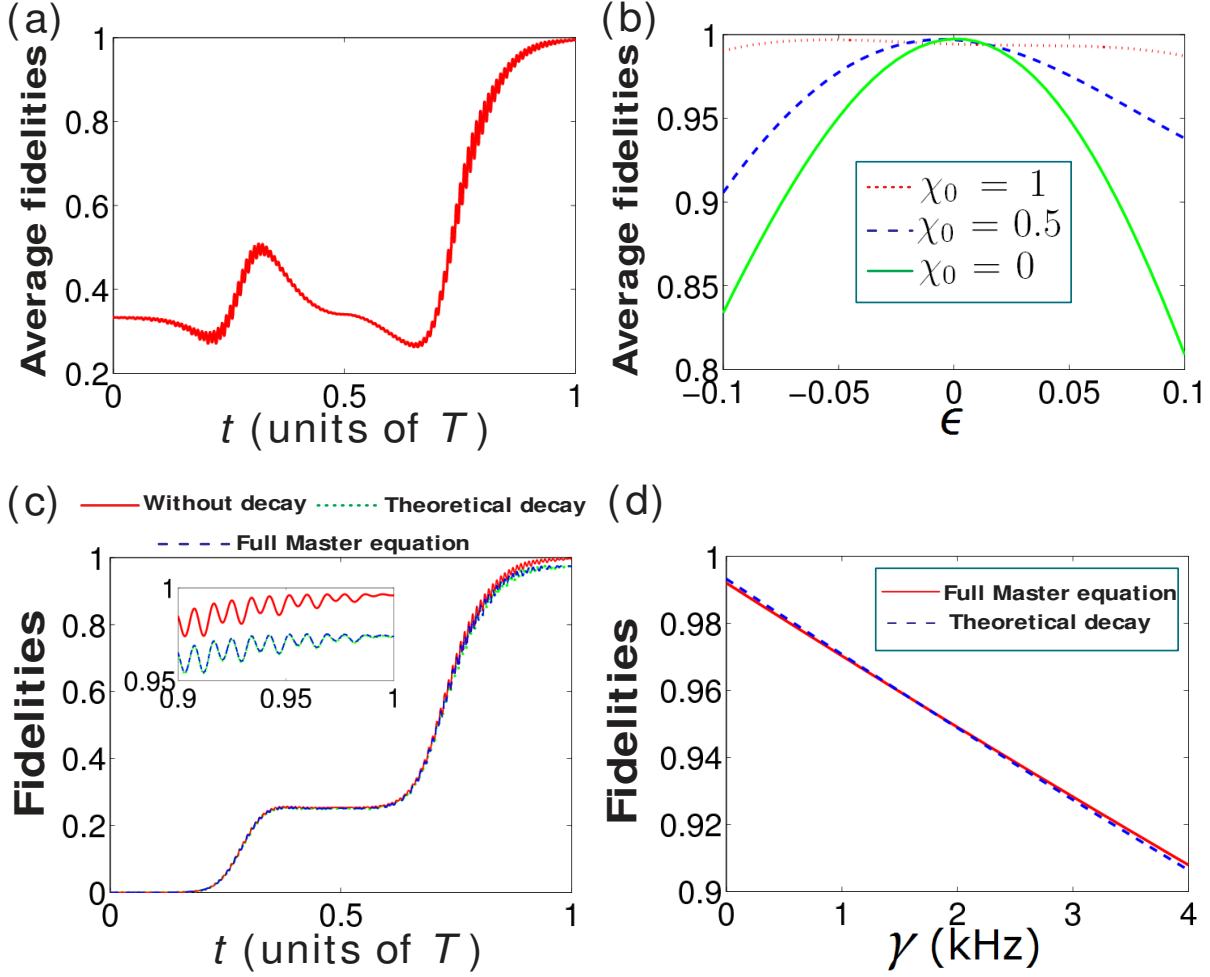 (a)
Average fidelities
1
0.8
0.6
0.4
0.2
0
0.5
1
t (units of T)
(b)
Average fidelities
1
0.95
0.9
0.85
0.8
−0.1
−0.05
0
0.05
0.1
ϵ
χ₀ = 1
χ₀ = 0.5
χ₀ = 0
(c)
Without decay
Theoretical decay
Full Master equation
Fidelities
1
0.8
0.6
0.4
0.2
0
1
0.95
0.9
0.95
1
0
0.5
1
t (units of T)
(d)
Fidelities
1
0.98
0.96
0.94
0.92
0.9
Full Master equation
Theoretical decay
0
1
2
3
4
γ (kHz)